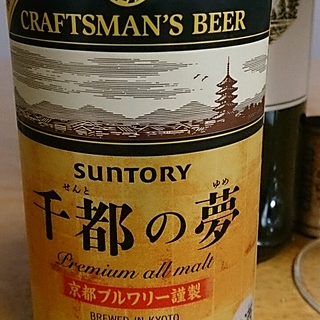 CRAFTSMAN'S BEER
SUNTORY
せんと ゆめ
千都の夢
Premium all malt
京都ブルワリー謹製
BREWED IN KYOTO